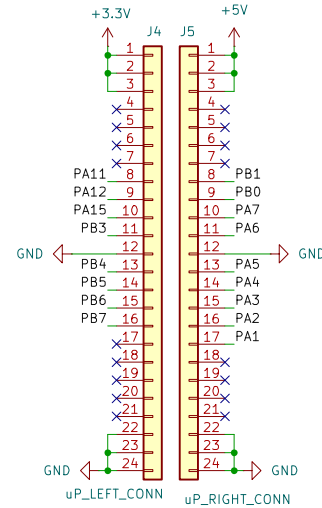 +3.3V +5V
J4 J5
1 1
2 2
3 3
4 4
5 5
6 6
7 7
PA11 8 8 PB1
PA12 9 9 PB0
PA15 10 10 PA7
PB3 11 11 PA6
GND 12 12 GND
PB4 13 13 PA5
PB5 14 14 PA4
PB6 15 15 PA3
PB7 16 16 PA2
17 17 PA1
18 18
19 19
20 20
21 21
22 22
23 23
GND 24 24 GND
uP_LEFT_CONN uP_RIGHT_CONN